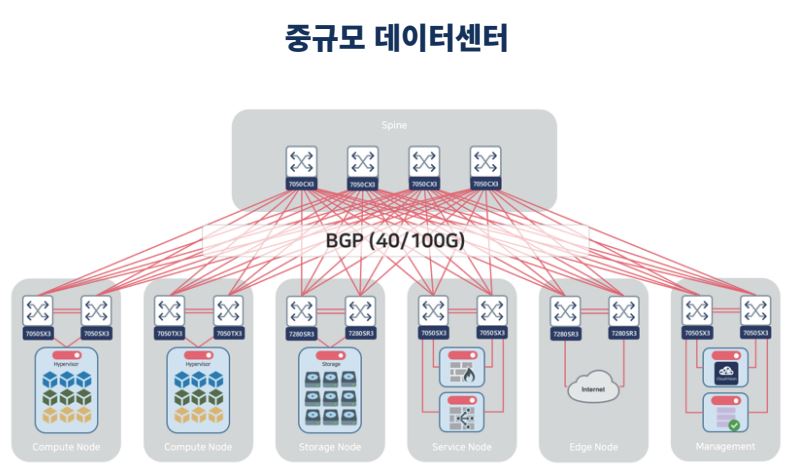 중규모 데이터센터
Spine
7050CX3 7050CX3 7050CX3 7050CX3
BGP (40/100G)
7050SX3 7050SX3 7050TX3 7050TX3 7280SR3 7280SR3 7050SX3 7050SX3 7280SR3 7280SR3 7050SX3 7050SX3
Hypervisor Hypervisor Storage
CloudVision
Internet
Compute Node Compute Node Storage Node Service Node Edge Node Management